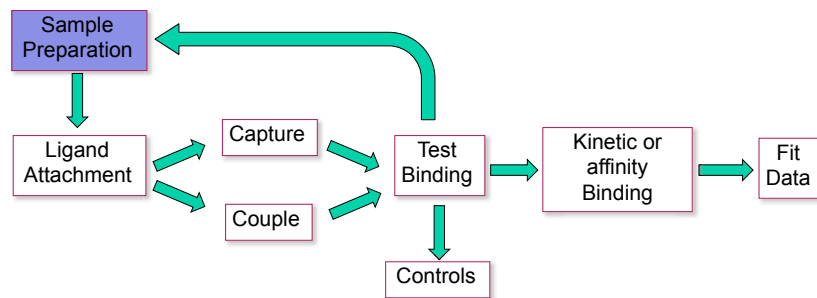 Sample
Preparation
Ligand
Attachment
Capture
Couple
Test
Binding
Controls
Kinetic or
affinity
Binding
Fit
Data